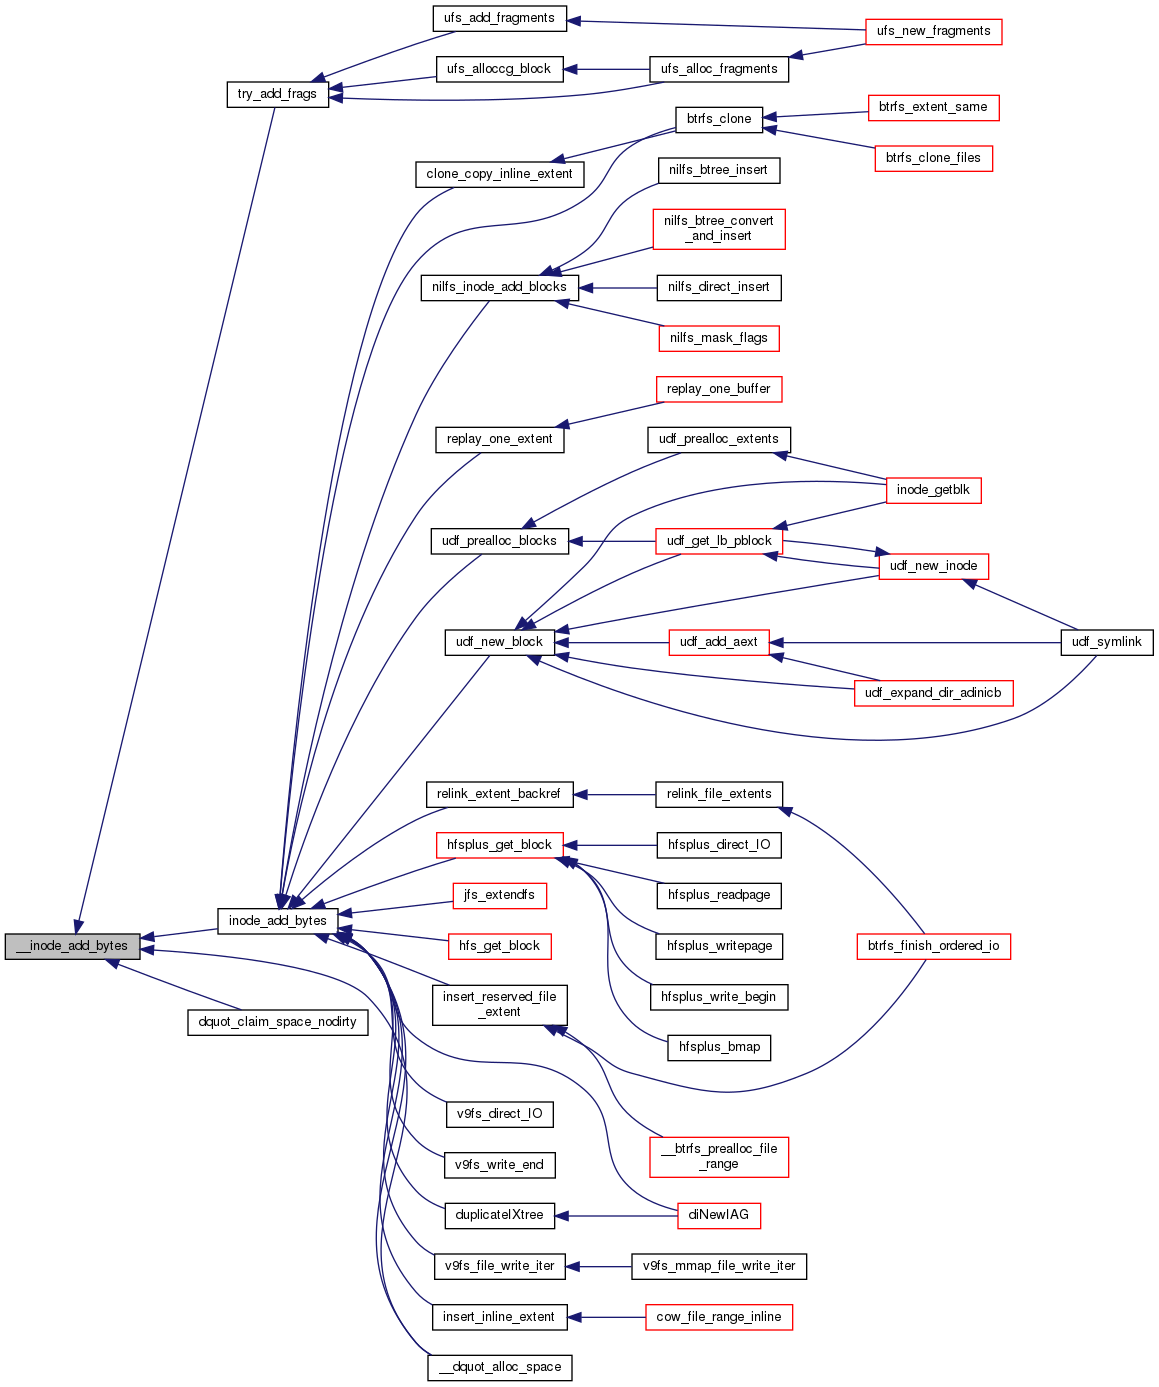 ufs_add_fragments
ufs_new_fragments
ufs_alloccg_block
ufs_alloc_fragments
try_add_frags
btrfs_extent_same
btrfs_clone
btrfs_clone_files
clone_copy_inline_extent
nilfs_btree_insert
nilfs_btree_convert
_and_insert
nilfs_inode_add_blocks
nilfs_direct_insert
nilfs_mask_flags
replay_one_buffer
replay_one_extent
udf_prealloc_extents
inode_getblk
udf_prealloc_blocks
udf_get_lb_pblock
udf_new_inode
udf_new_block
udf_add_aext
udf_symlink
udf_expand_dir_adinicb
relink_extent_backref
relink_file_extents
hfsplus_get_block
hfsplus_direct_IO
jfs_extendfs
hfsplus_readpage
inode_add_bytes
__inode_add_bytes
hfs_get_block
hfsplus_writepage
btrfs_finish_ordered_io
insert_reserved_file
_extent
hfsplus_write_begin
dquot_claim_space_nodirty
hfsplus_bmap
v9fs_direct_IO
v9fs_write_end
__btrfs_prealloc_file
_range
duplicateIXtree
diNewIAG
v9fs_file_write_iter
v9fs_mmap_file_write_iter
insert_inline_extent
cow_file_range_inline
__dquot_alloc_space